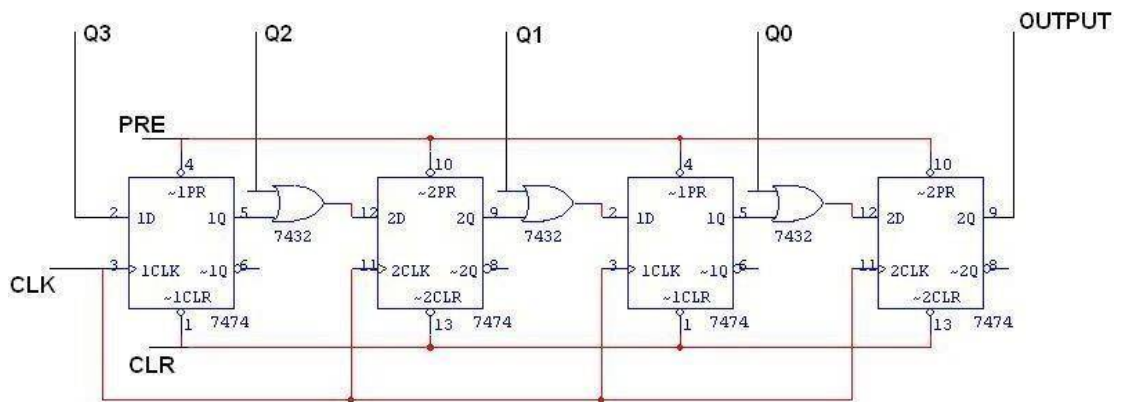 Q3 Q2 Q1 Q0 OUTPUT
PRE
4 10 4 10
~1PR ~2PR ~1PR ~2PR
2 1D 1Q 5 12 2D 2Q 9 2 1D 1Q 5 12 2D 2Q 9
7432 7432 7432
CLK 3 1CLK ~1Q 6 11 2CLK ~2Q 8 3 1CLK ~1Q 6 11 2CLK ~2Q 8
~1CLR ~2CLR ~1CLR ~2CLR
1 7474 13 7474 1 7474 13 7474
CLR